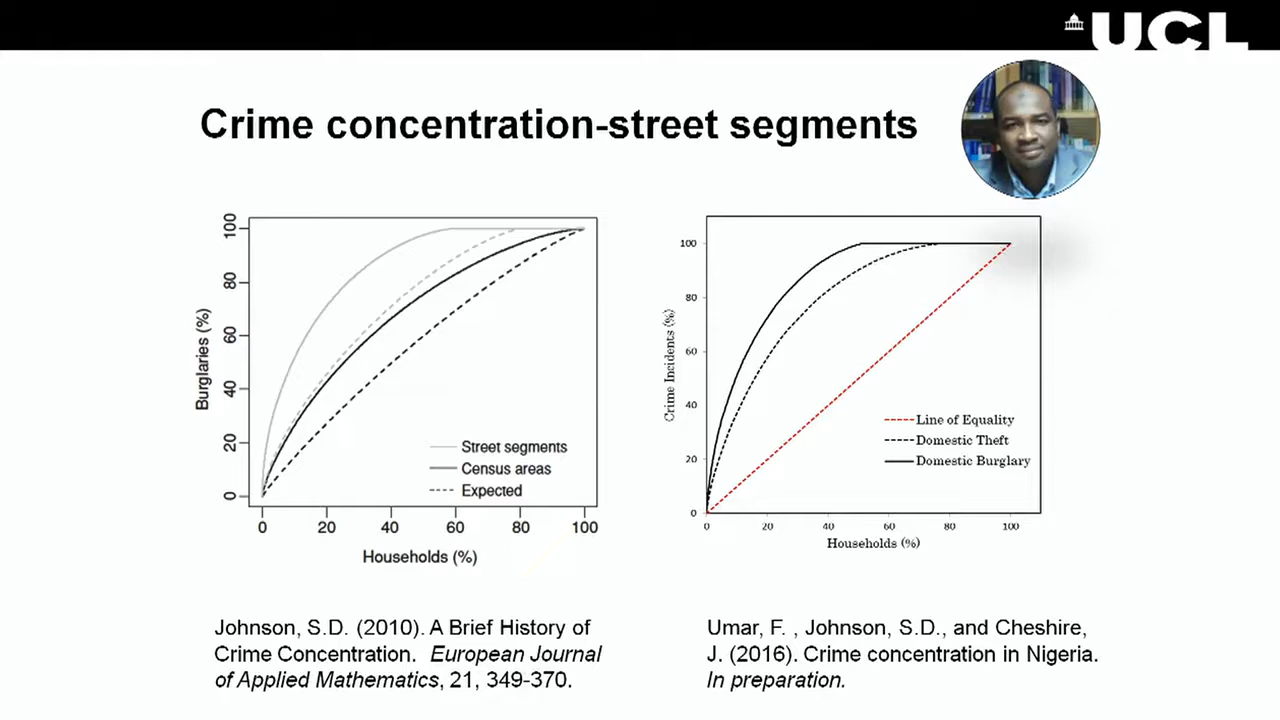 UCL
Crime concentration-street segments
100
80
60
40
20
0
Burglaries (%)
Street segments
Census areas
Expected
0 20 40 60 80 100
Households (%)
100
80
60
40
20
0
Crime Incidents (%)
Line of Equality
Domestic Theft
Domestic Burglary
0 20 40 60 80 100
Households (%)
Johnson, S.D. (2010). A Brief History of
Crime Concentration. European Journal
of Applied Mathematics, 21, 349-370.
Umar, F. , Johnson, S.D., and Cheshire,
J. (2016). Crime concentration in Nigeria.
In preparation.